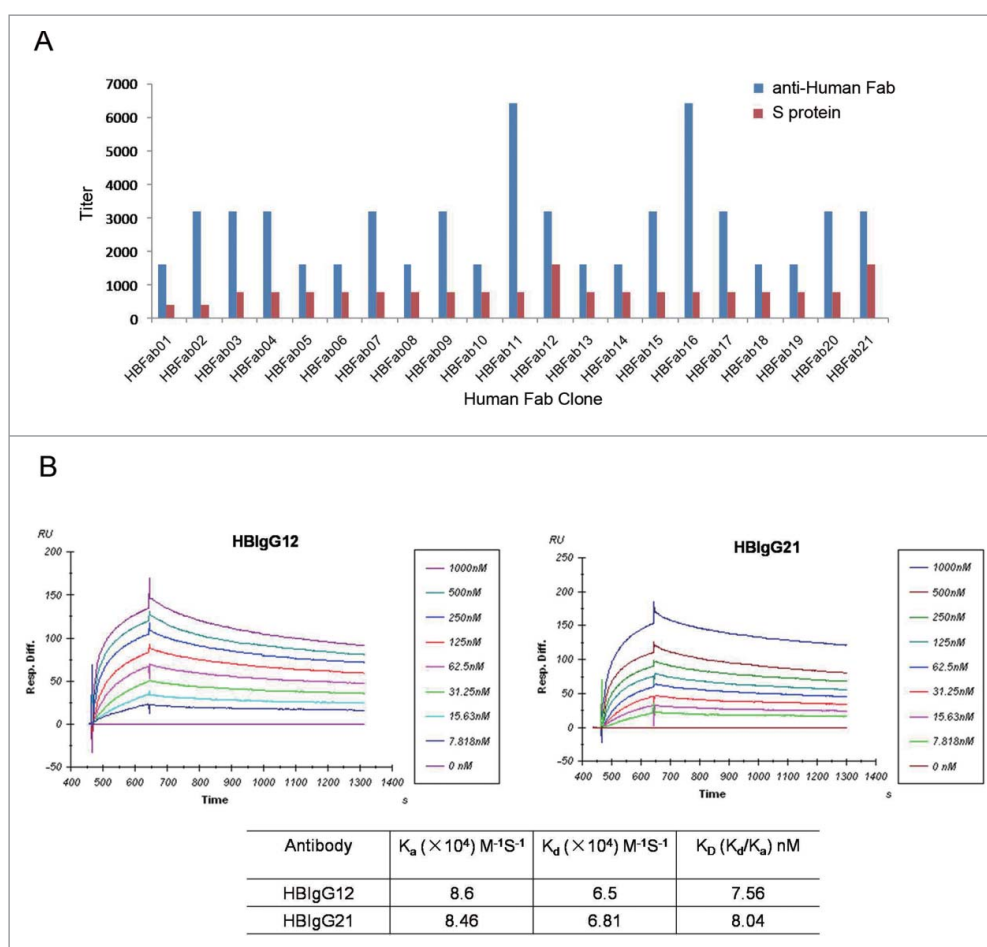 A
7000
6000
5000
4000
3000
2000
1000
0
Titer
anti-Human Fab
S protein
HBFab01
HBFab02
HBFab03
HBFab04
HBFab05
HBFab06
HBFab07
HBFab08
HBFab09
HBFab10
HBFab11
HBFab12
HBFab13
HBFab14
HBFab15
HBFab16
HBFab17
HBFab18
HBFab19
HBFab20
HBFab21
Human Fab Clone
B
RU
HBIgG12
200
150
100
50
0
-50
Resp. Diff.
400 500 600 700 800 900 1000 1100 1200 1300 1400
Time s
1000nM
500nM
250nM
125nM
62.5nM
31.25nM
15.63nM
7.818nM
0 nM
RU
HBIgG21
250
200
150
100
50
0
-50
Resp. Diff.
400 500 600 700 800 900 1000 1100 1200 1300 1400
Time s
1000nM
500nM
250nM
125nM
62.5nM
31.25nM
15.63nM
7.818nM
0 nM
Antibody Ka (×10⁴) M⁻¹S⁻¹ Kd (×10⁴) M⁻¹S⁻¹ KD (Kd/Ka) nM
HBIgG12 8.6 6.5 7.56
HBIgG21 8.46 6.81 8.04